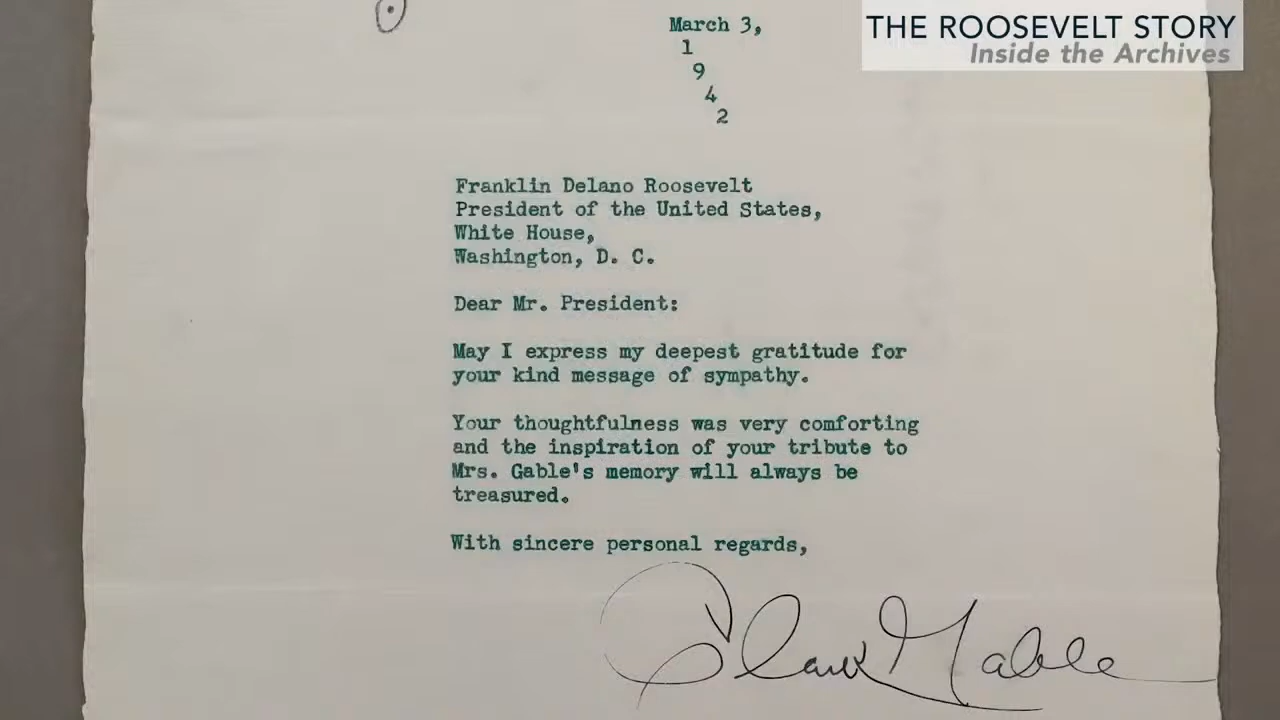 THE ROOSEVELT STORY
Inside the Archives
March 3,
1
9
4
2
Franklin Delano Roosevelt
President of the United States,
White House,
Washington, D. C.
Dear Mr. President:
May I express my deepest gratitude for
your kind message of sympathy.
Your thoughtfulness was very comforting
and the inspiration of your tribute to
Mrs. Gable's memory will always be
treasured.
With sincere personal regards,
Clark Gable